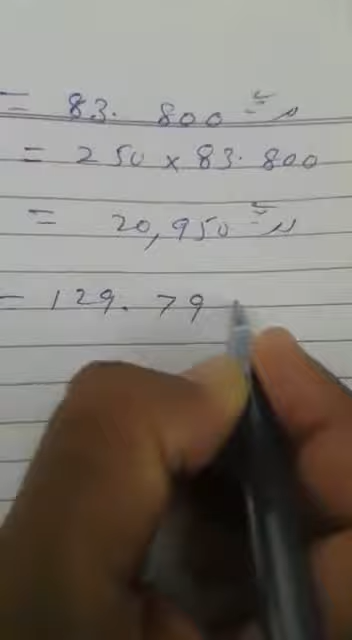 = 83.800
= 250 x 83.800
= 20,950
= 129.79